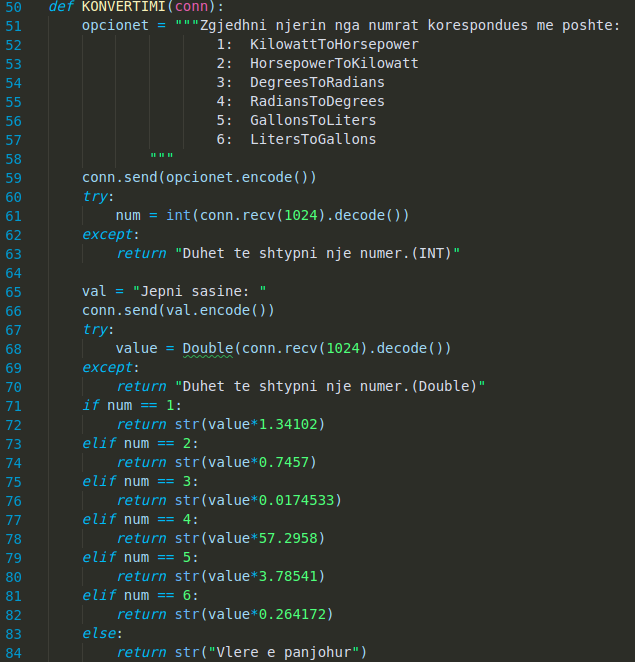 50 def KONVERTIMI(conn):
51 opcionet = """Zgjedhni njerin nga numrat korespondues me poshte:
52 1: KilowattToHorsepower
53 2: HorsepowerToKilowatt
54 3: DegreesToRadians
55 4: RadiansToDegrees
56 5: GallonsToLiters
57 6: LitersToGallons
58 """
59 conn.send(opcionet.encode())
60 try:
61 num = int(conn.recv(1024).decode())
62 except:
63 return "Duhet te shtypni nje numer.(INT)"
64
65 val = "Jepni sasine: "
66 conn.send(val.encode())
67 try:
68 value = Double(conn.recv(1024).decode())
69 except:
70 return "Duhet te shtypni nje numer.(Double)"
71 if num == 1:
72 return str(value*1.34102)
73 elif num == 2:
74 return str(value*0.7457)
75 elif num == 3:
76 return str(value*0.0174533)
77 elif num == 4:
78 return str(value*57.2958)
79 elif num == 5:
80 return str(value*3.78541)
81 elif num == 6:
82 return str(value*0.264172)
83 else:
84 return str("Vlere e panjohur")